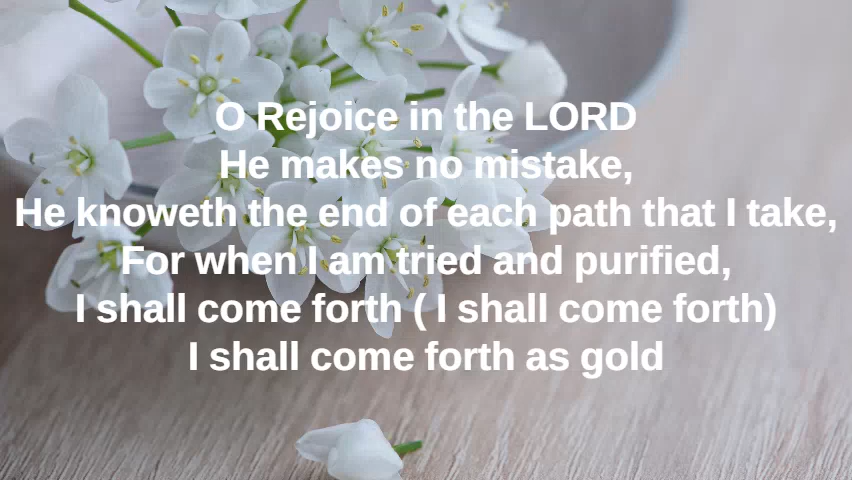 O Rejoice in the LORD
He makes no mistake,
He knoweth the end of each path that I take,
For when I am tried and purified,
I shall come forth ( I shall come forth)
I shall come forth as gold